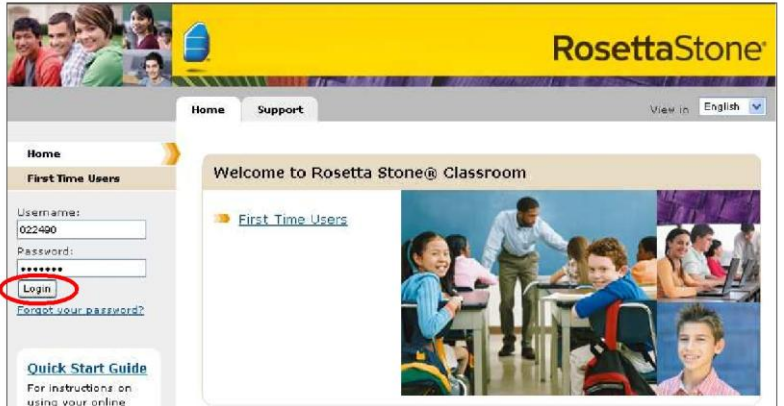 RosettaStone®
Home
Support
View in English
Home
First Time Users
Username:
022490
Password:
•••••••
Login
Forgot your password?
Quick Start Guide
For instructions on
using your online
Welcome to Rosetta Stone® Classroom
First Time Users